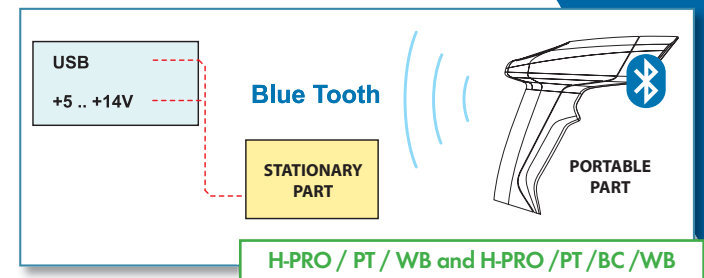 USB
+5 .. +14V
Blue Tooth
STATIONARY
PART
PORTABLE
PART
H-PRO / PT / WB and H-PRO /PT /BC /WB